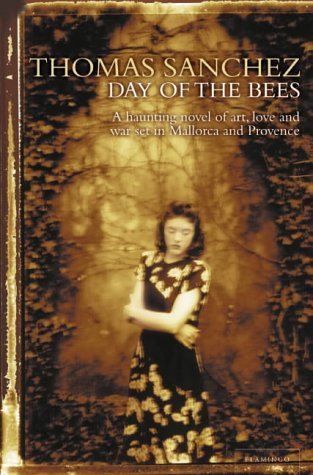 THOMAS SANCHEZ
DAY OF THE BEES
A haunting novel of art, love and
war set in Mallorca and Provence
FLAMINGO